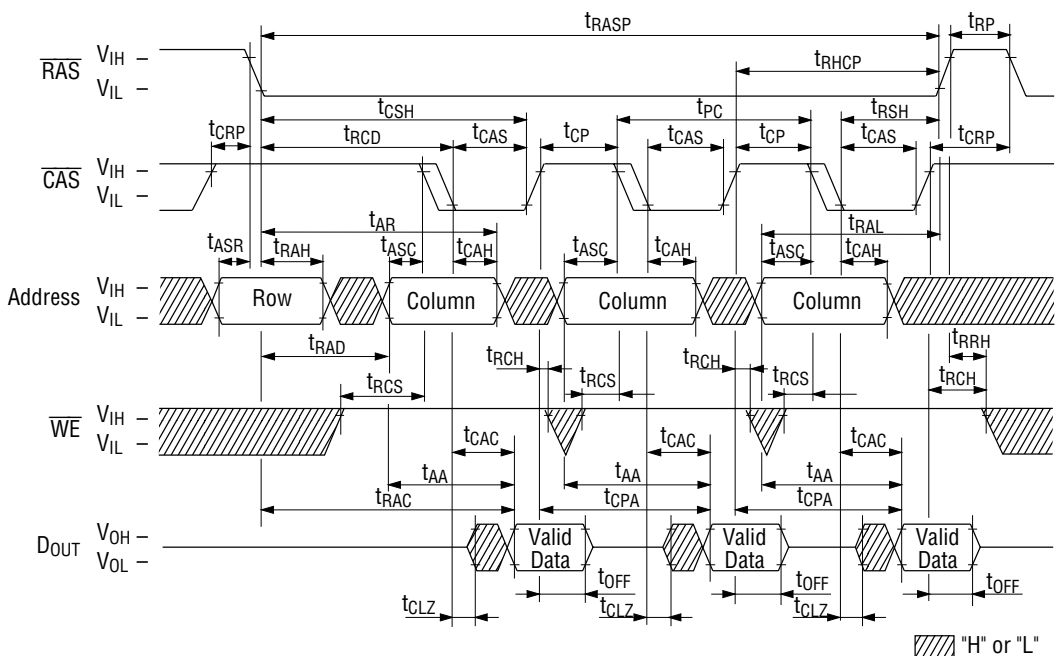 tRASP
tRP
RAS
VIH
VIL
tRHCP
tCSH
tPC
tRSH
tCRP
tRCD
tCAS
tCP
tCAS
tCP
tCAS
tCRP
CAS
VIH
VIL
tAR
tRAL
tASR
tRAH
tASC
tCAH
tASC
tCAH
tASC
tCAH
Address
VIH
VIL
Row
Column
Column
Column
tRAD
tRCH
tRCH
tRRH
tRCS
tRCS
tRCS
tRCH
WE
VIH
VIL
tCAC
tCAC
tCAC
tAA
tAA
tAA
tRAC
tCPA
tCPA
DOUT
VOH
VOL
Valid
Data
Valid
Data
Valid
Data
tOFF
tOFF
tOFF
tCLZ
tCLZ
tCLZ
"H" or "L"